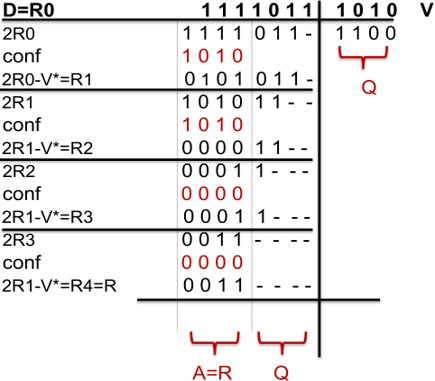 D=R0 1 1 1 1 0 1 1 1 0 1 0 V
2R0 1 1 1 1 0 1 1 - 1 1 0 0
conf 1 0 1 0
2R0-V*=R1 0 1 0 1 0 1 1 - Q
2R1 1 0 1 0 1 1 - -
conf 1 0 1 0
2R1-V*=R2 0 0 0 0 1 1 - -
2R2 0 0 0 1 1 - - -
conf 0 0 0 0
2R1-V*=R3 0 0 0 1 1 - - -
2R3 0 0 1 1 - - - -
conf 0 0 0 0
2R1-V*=R4=R 0 0 1 1 - - - -
A=R Q